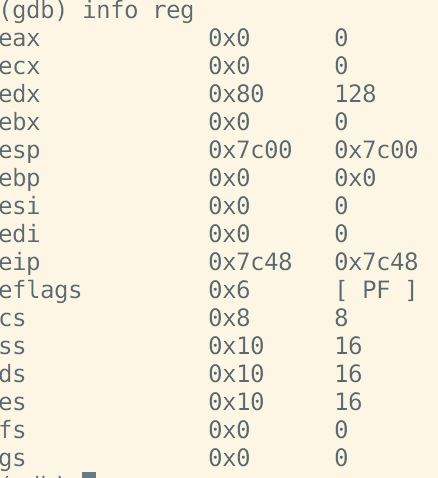 (gdb) info reg
eax 0x0 0
ecx 0x0 0
edx 0x80 128
ebx 0x0 0
esp 0x7c00 0x7c00
ebp 0x0 0x0
esi 0x0 0
edi 0x0 0
eip 0x7c48 0x7c48
eflags 0x6 [ PF ]
cs 0x8 8
ss 0x10 16
ds 0x10 16
es 0x10 16
fs 0x0 0
gs 0x0 0